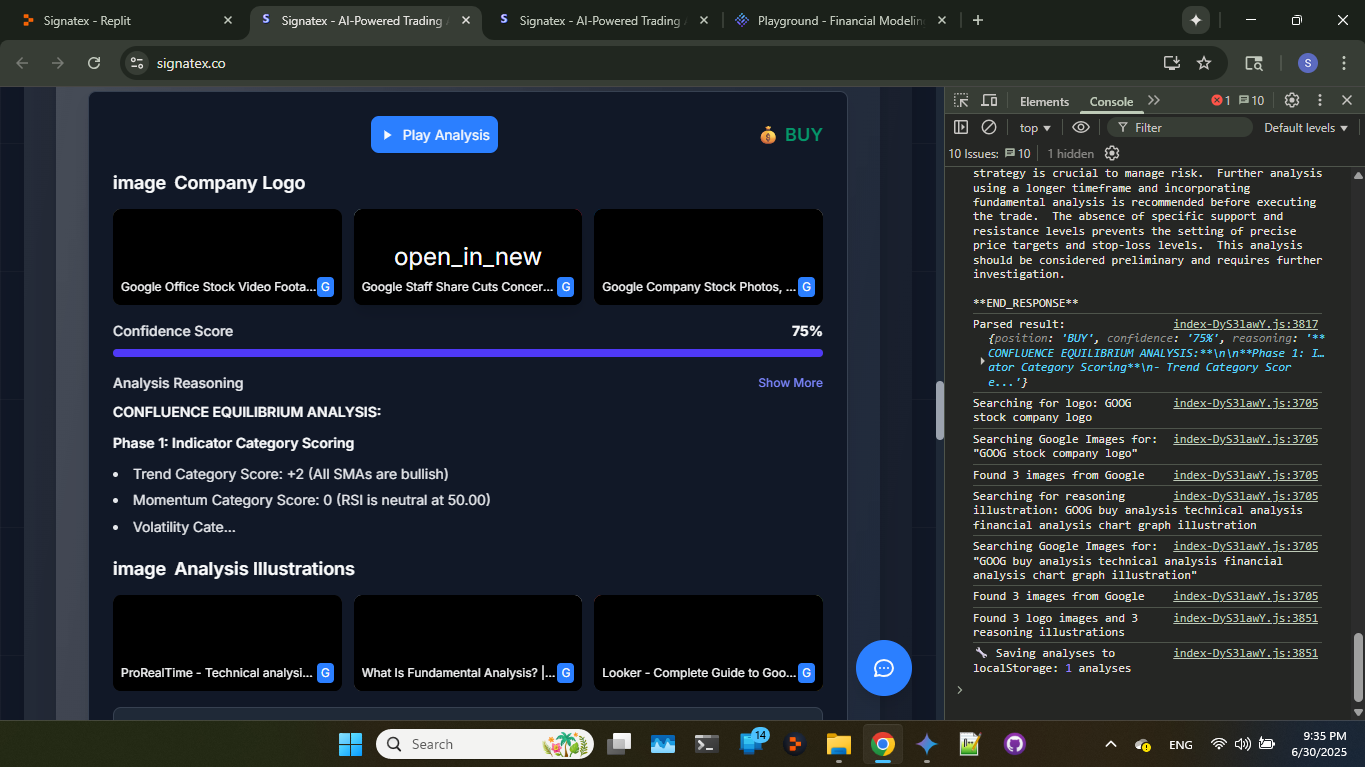 Signatex - Replit
Signatex - AI-Powered Trading
Signatex - AI-Powered Trading
Playground - Financial Modelin
signatex.co
S
Play Analysis
BUY
image Company Logo
open_in_new
Google Office Stock Video Foota... G
Google Staff Share Cuts Concer... G
Google Company Stock Photos, ... G
Confidence Score
75%
Analysis Reasoning
Show More
CONFLUENCE EQUILIBRIUM ANALYSIS:
Phase 1: Indicator Category Scoring
• Trend Category Score: +2 (All SMAs are bullish)
• Momentum Category Score: 0 (RSI is neutral at 50.00)
• Volatility Cate...
image Analysis Illustrations
ProRealTime - Technical analysi... G
What Is Fundamental Analysis? |... G
Looker - Complete Guide to Goo... G
Elements
Console
1
10
top
Filter
Default levels
10 Issues: 10
1 hidden
strategy is crucial to manage risk.  Further analysis
using a longer timeframe and incorporating
fundamental analysis is recommended before executing
the trade.  The absence of specific support and
resistance levels prevents the setting of precise
price targets and stop-loss levels.  This analysis
should be considered preliminary and requires further
investigation.
**END_RESPONSE**
Parsed result: index-DyS3lawY.js:3817
{position: 'BUY', confidence: '75%', reasoning: '**
CONFLUENCE EQUILIBRIUM ANALYSIS:**\n\n**Phase 1: I…
ator Category Scoring**\n- Trend Category Scor
e...'}
Searching for logo: GOOG index-DyS3lawY.js:3705
stock company logo
Searching Google Images for: index-DyS3lawY.js:3705
"GOOG stock company logo"
Found 3 images from Google index-DyS3lawY.js:3705
Searching for reasoning index-DyS3lawY.js:3705
illustration: GOOG buy analysis technical analysis
financial analysis chart graph illustration
Searching Google Images for: index-DyS3lawY.js:3705
"GOOG buy analysis technical analysis financial
analysis chart graph illustration"
Found 3 images from Google index-DyS3lawY.js:3705
Found 3 logo images and 3 index-DyS3lawY.js:3851
reasoning illustrations
Saving analyses to index-DyS3lawY.js:3851
localStorage: 1 analyses
Search
14
ENG
9:35 PM
6/30/2025